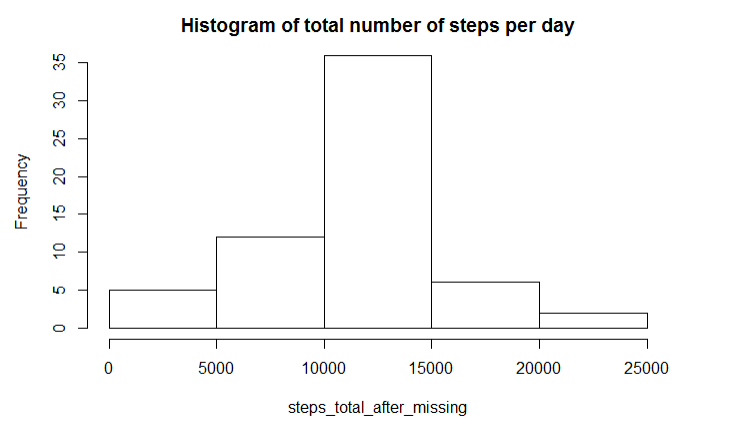 Histogram of total number of steps per day
Frequency
35
30
25
20
15
10
5
0
0 5000 10000 15000 20000 25000
steps_total_after_missing